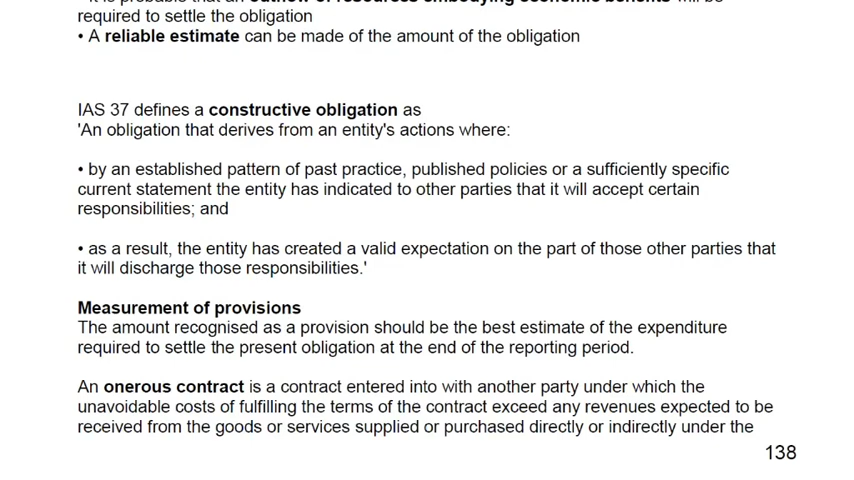 required to settle the obligation
• A reliable estimate can be made of the amount of the obligation
IAS 37 defines a constructive obligation as
'An obligation that derives from an entity's actions where:
• by an established pattern of past practice, published policies or a sufficiently specific
current statement the entity has indicated to other parties that it will accept certain
responsibilities; and
• as a result, the entity has created a valid expectation on the part of those other parties that
it will discharge those responsibilities.'
Measurement of provisions
The amount recognised as a provision should be the best estimate of the expenditure
required to settle the present obligation at the end of the reporting period.
An onerous contract is a contract entered into with another party under which the
unavoidable costs of fulfilling the terms of the contract exceed any revenues expected to be
received from the goods or services supplied or purchased directly or indirectly under the
138